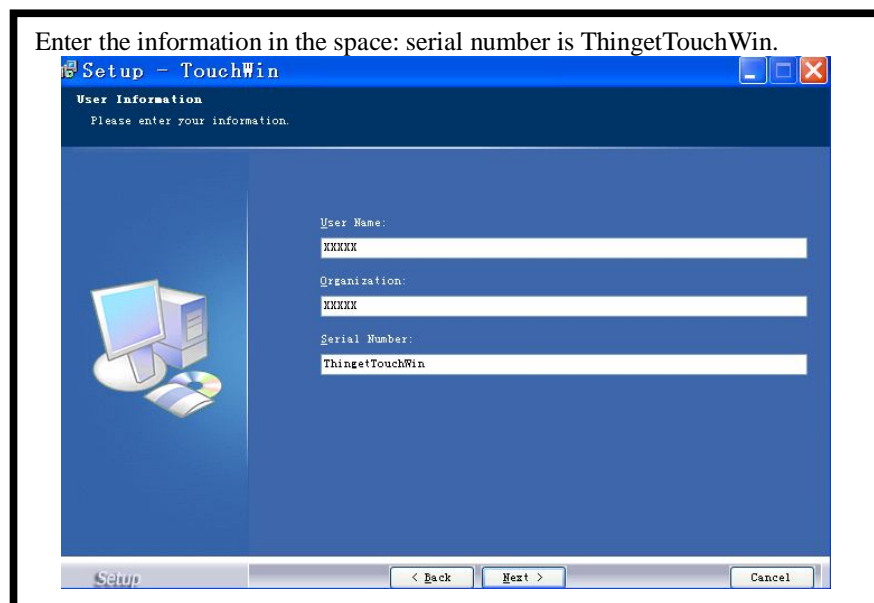 Enter the information in the space: serial number is ThingetTouchWin.
Setup - TouchWin
User Information
Please enter your information.
User Name:
XXXXX
Organization:
XXXXX
Serial Number:
ThingetTouchWin
Setup
< Back
Next >
Cancel